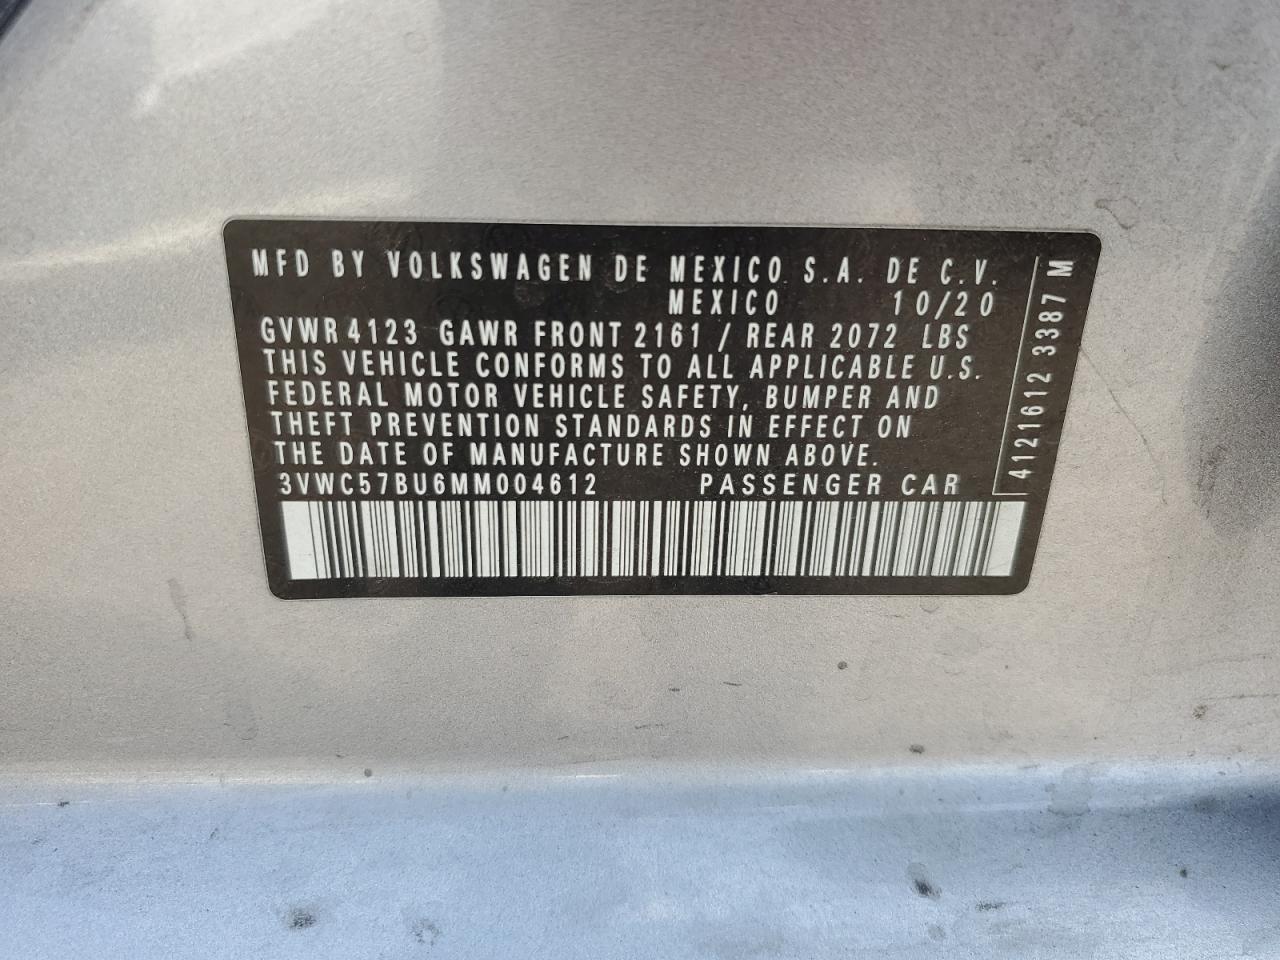 MFD BY VOLKSWAGEN DE MEXICO S.A. DE C.V.
MEXICO 10/20
GVWR 4123 GAWR FRONT 2161 / REAR 2072 LBS
THIS VEHICLE CONFORMS TO ALL APPLICABLE U.S.
FEDERAL MOTOR VEHICLE SAFETY, BUMPER AND
THEFT PREVENTION STANDARDS IN EFFECT ON
THE DATE OF MANUFACTURE SHOWN ABOVE.
3VWC57BU6MM004612 PASSENGER CAR
4121612 3387 M